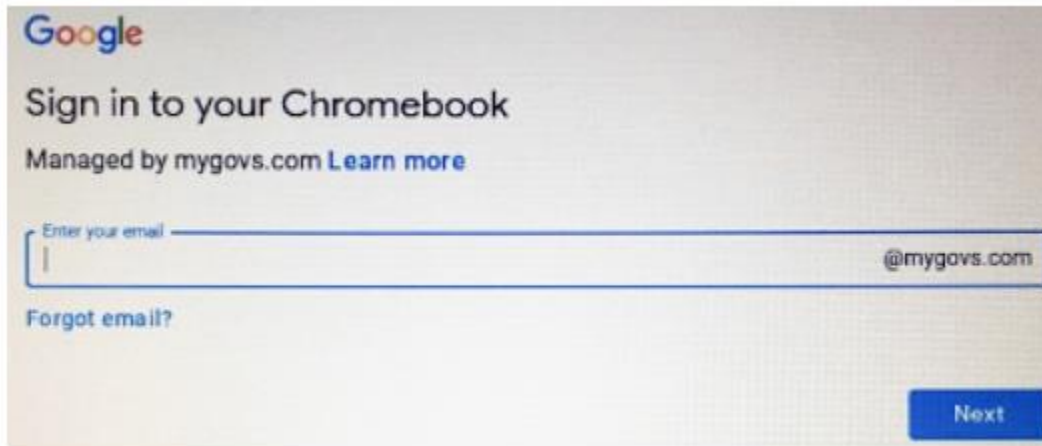 Google
Sign in to your Chromebook
Managed by mygovs.com Learn more
Enter your email
@mygovs.com
Forgot email?
Next